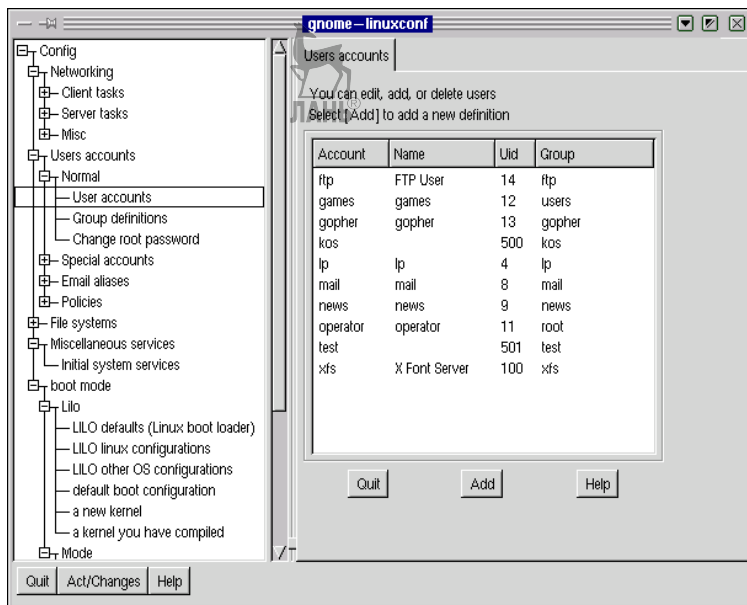 gnome-linuxconf
Config
Networking
Client tasks
Server tasks
Misc
Users accounts
Normal
User accounts
Group definitions
Change root password
Special accounts
Email aliases
Policies
File systems
Miscellaneous services
Initial system services
boot mode
Lilo
LILO defaults (Linux boot loader)
LILO linux configurations
LILO other OS configurations
default boot configuration
a new kernel
a kernel you have compiled
Mode
Quit Act/Changes Help
Users accounts
You can edit, add, or delete users
Select [Add] to add a new definition
ЛАНЬ®
Account Name Uid Group
ftp FTP User 14 ftp
games games 12 users
gopher gopher 13 gopher
kos 500 kos
lp lp 4 lp
mail mail 8 mail
news news 9 news
operator operator 11 root
test 501 test
xfs X Font Server 100 xfs
Quit Add Help